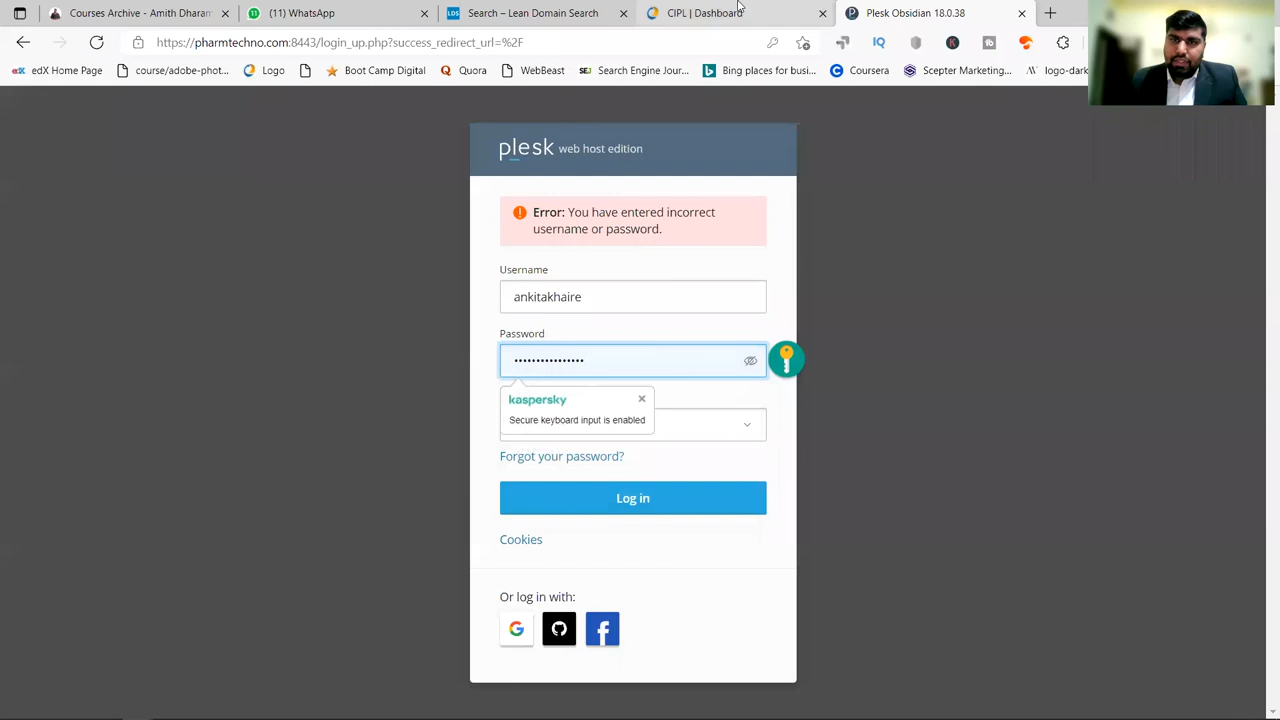 Courses Archive - Amith Dharam
(11) WhatsApp
LDS Search – Lean Domain Search
CIPL | Dashboard
Plesk Obsidian 18.0.38
https://pharmtechno.com:8443/login_up.php?success_redirect_url=%2F
edX Home Page
course/adobe-phot...
Logo
Boot Camp Digital
Quora
WebBeast
SEJ Search Engine Jour...
Bing places for busi...
Coursera
Scepter Marketing...
logo-dark
plesk web host edition
Error: You have entered incorrect
username or password.
Username
ankitakhaire
Password
••••••••••••••••
kaspersky
Secure keyboard input is enabled
Forgot your password?
Log in
Cookies
Or log in with: